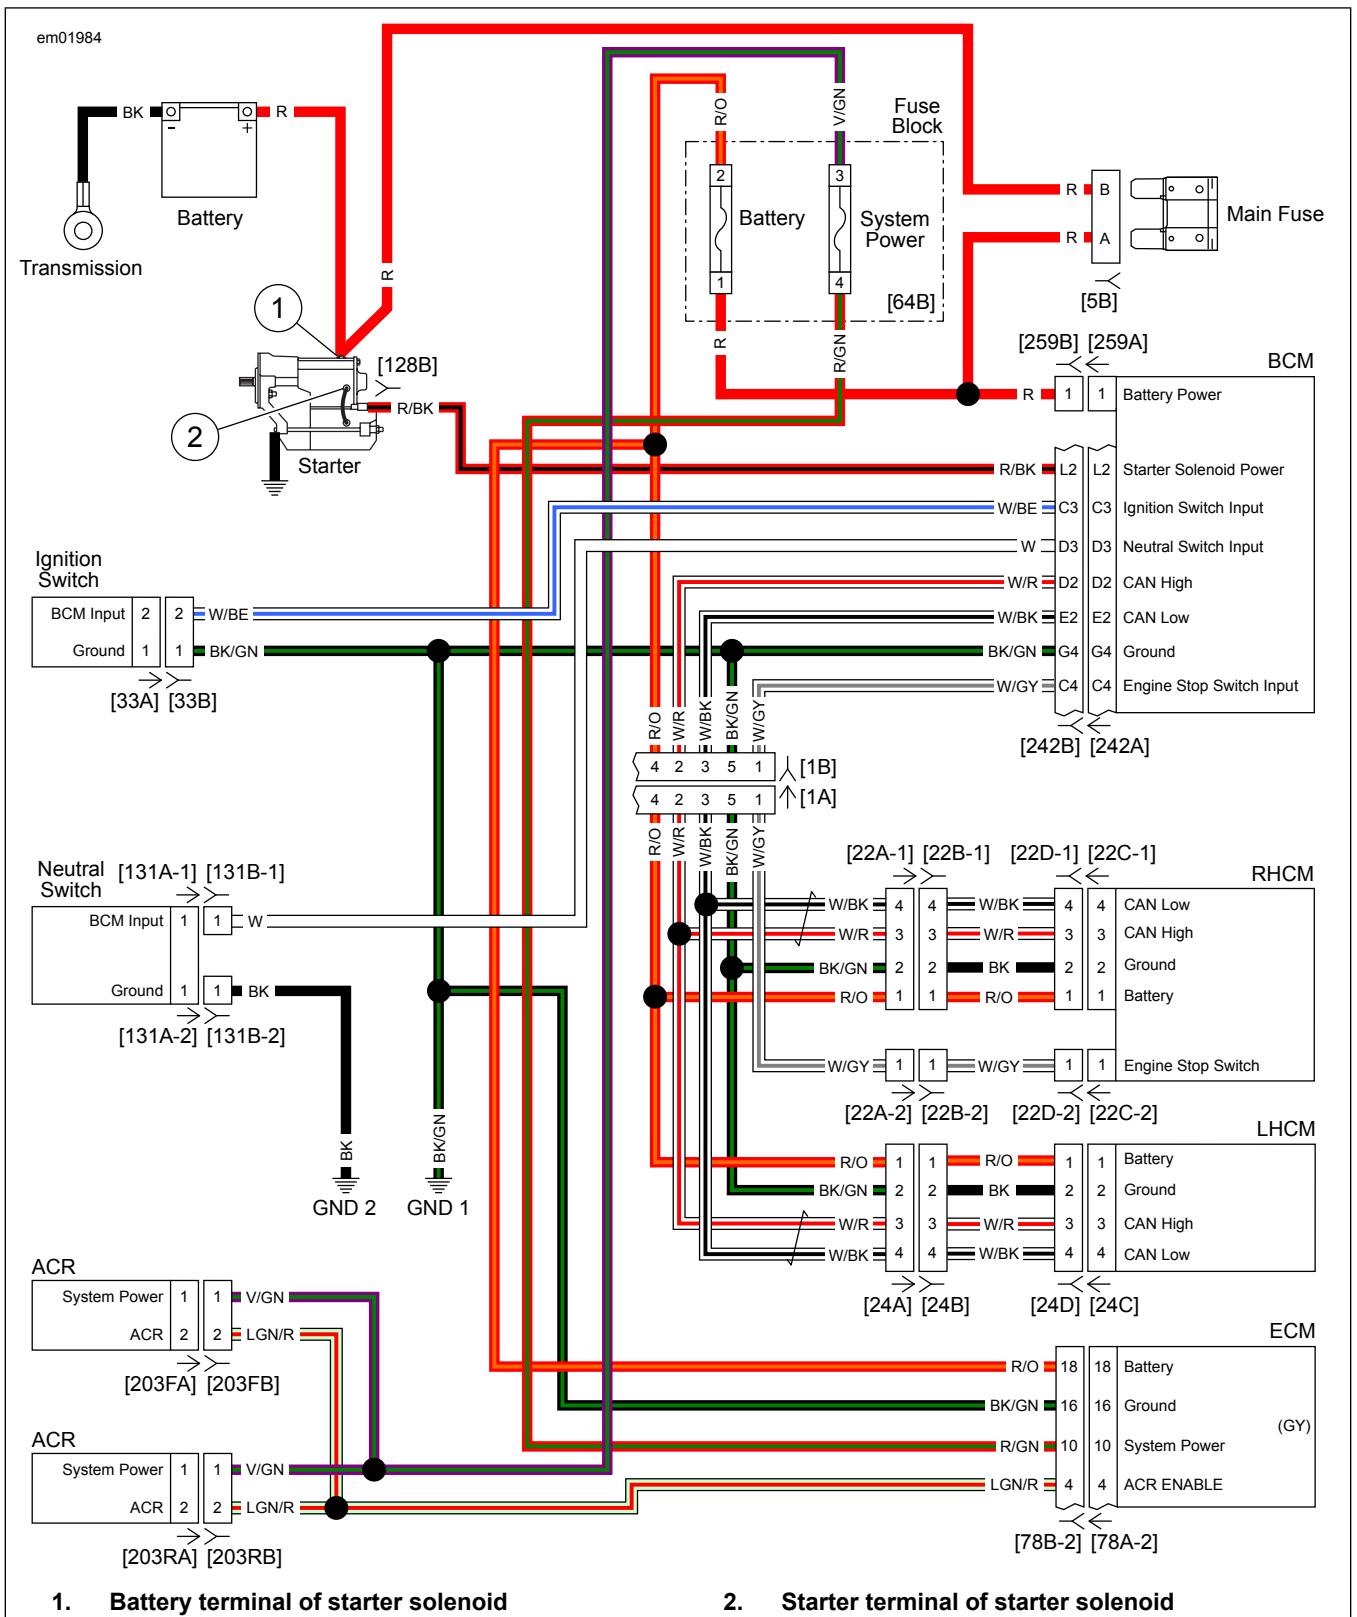 em01984
BK
R
-
+
Battery
Transmission
R
1
[128B]
R/BK
2
Starter
R/O
V/GN
Fuse
Block
2
3
Battery
System
Power
1
4
[64B]
R
R/GN
R B
R A
Main Fuse
[5B]
[259B] [259A]
BCM
R 1 1 Battery Power
R/BK L2 L2 Starter Solenoid Power
W/BE C3 C3 Ignition Switch Input
W D3 D3 Neutral Switch Input
W/R D2 D2 CAN High
W/BK E2 E2 CAN Low
BK/GN G4 G4 Ground
W/GY C4 C4 Engine Stop Switch Input
[242B] [242A]
Ignition
Switch
BCM Input 2 2 W/BE
Ground 1 1 BK/GN
[33A] [33B]
R/O W/R W/BK BK/GN W/GY
4 2 3 5 1 [1B]
4 2 3 5 1 [1A]
R/O W/R W/BK BK/GN W/GY
Neutral
Switch
[131A-1] [131B-1]
BCM Input 1 1 W
Ground 1 1 BK
[131A-2] [131B-2]
BK
GND 2
BK/GN
GND 1
[22A-1] [22B-1] [22D-1] [22C-1]
RHCM
W/BK 4 4 W/BK 4 4 CAN Low
W/R 3 3 W/R 3 3 CAN High
BK/GN 2 2 BK 2 2 Ground
R/O 1 1 R/O 1 1 Battery
W/GY 1 1 W/GY 1 1 Engine Stop Switch
[22A-2] [22B-2] [22D-2] [22C-2]
LHCM
R/O 1 1 R/O 1 1 Battery
BK/GN 2 2 BK 2 2 Ground
W/R 3 3 W/R 3 3 CAN High
W/BK 4 4 W/BK 4 4 CAN Low
[24A] [24B] [24D] [24C]
ACR
System Power 1 1 V/GN
ACR 2 2 LGN/R
[203FA] [203FB]
ACR
System Power 1 1 V/GN
ACR 2 2 LGN/R
[203RA] [203RB]
ECM
R/O 18 18 Battery
BK/GN 16 16 Ground
(GY)
R/GN 10 10 System Power
LGN/R 4 4 ACR ENABLE
[78B-2] [78A-2]
1. Battery terminal of starter solenoid
2. Starter terminal of starter solenoid